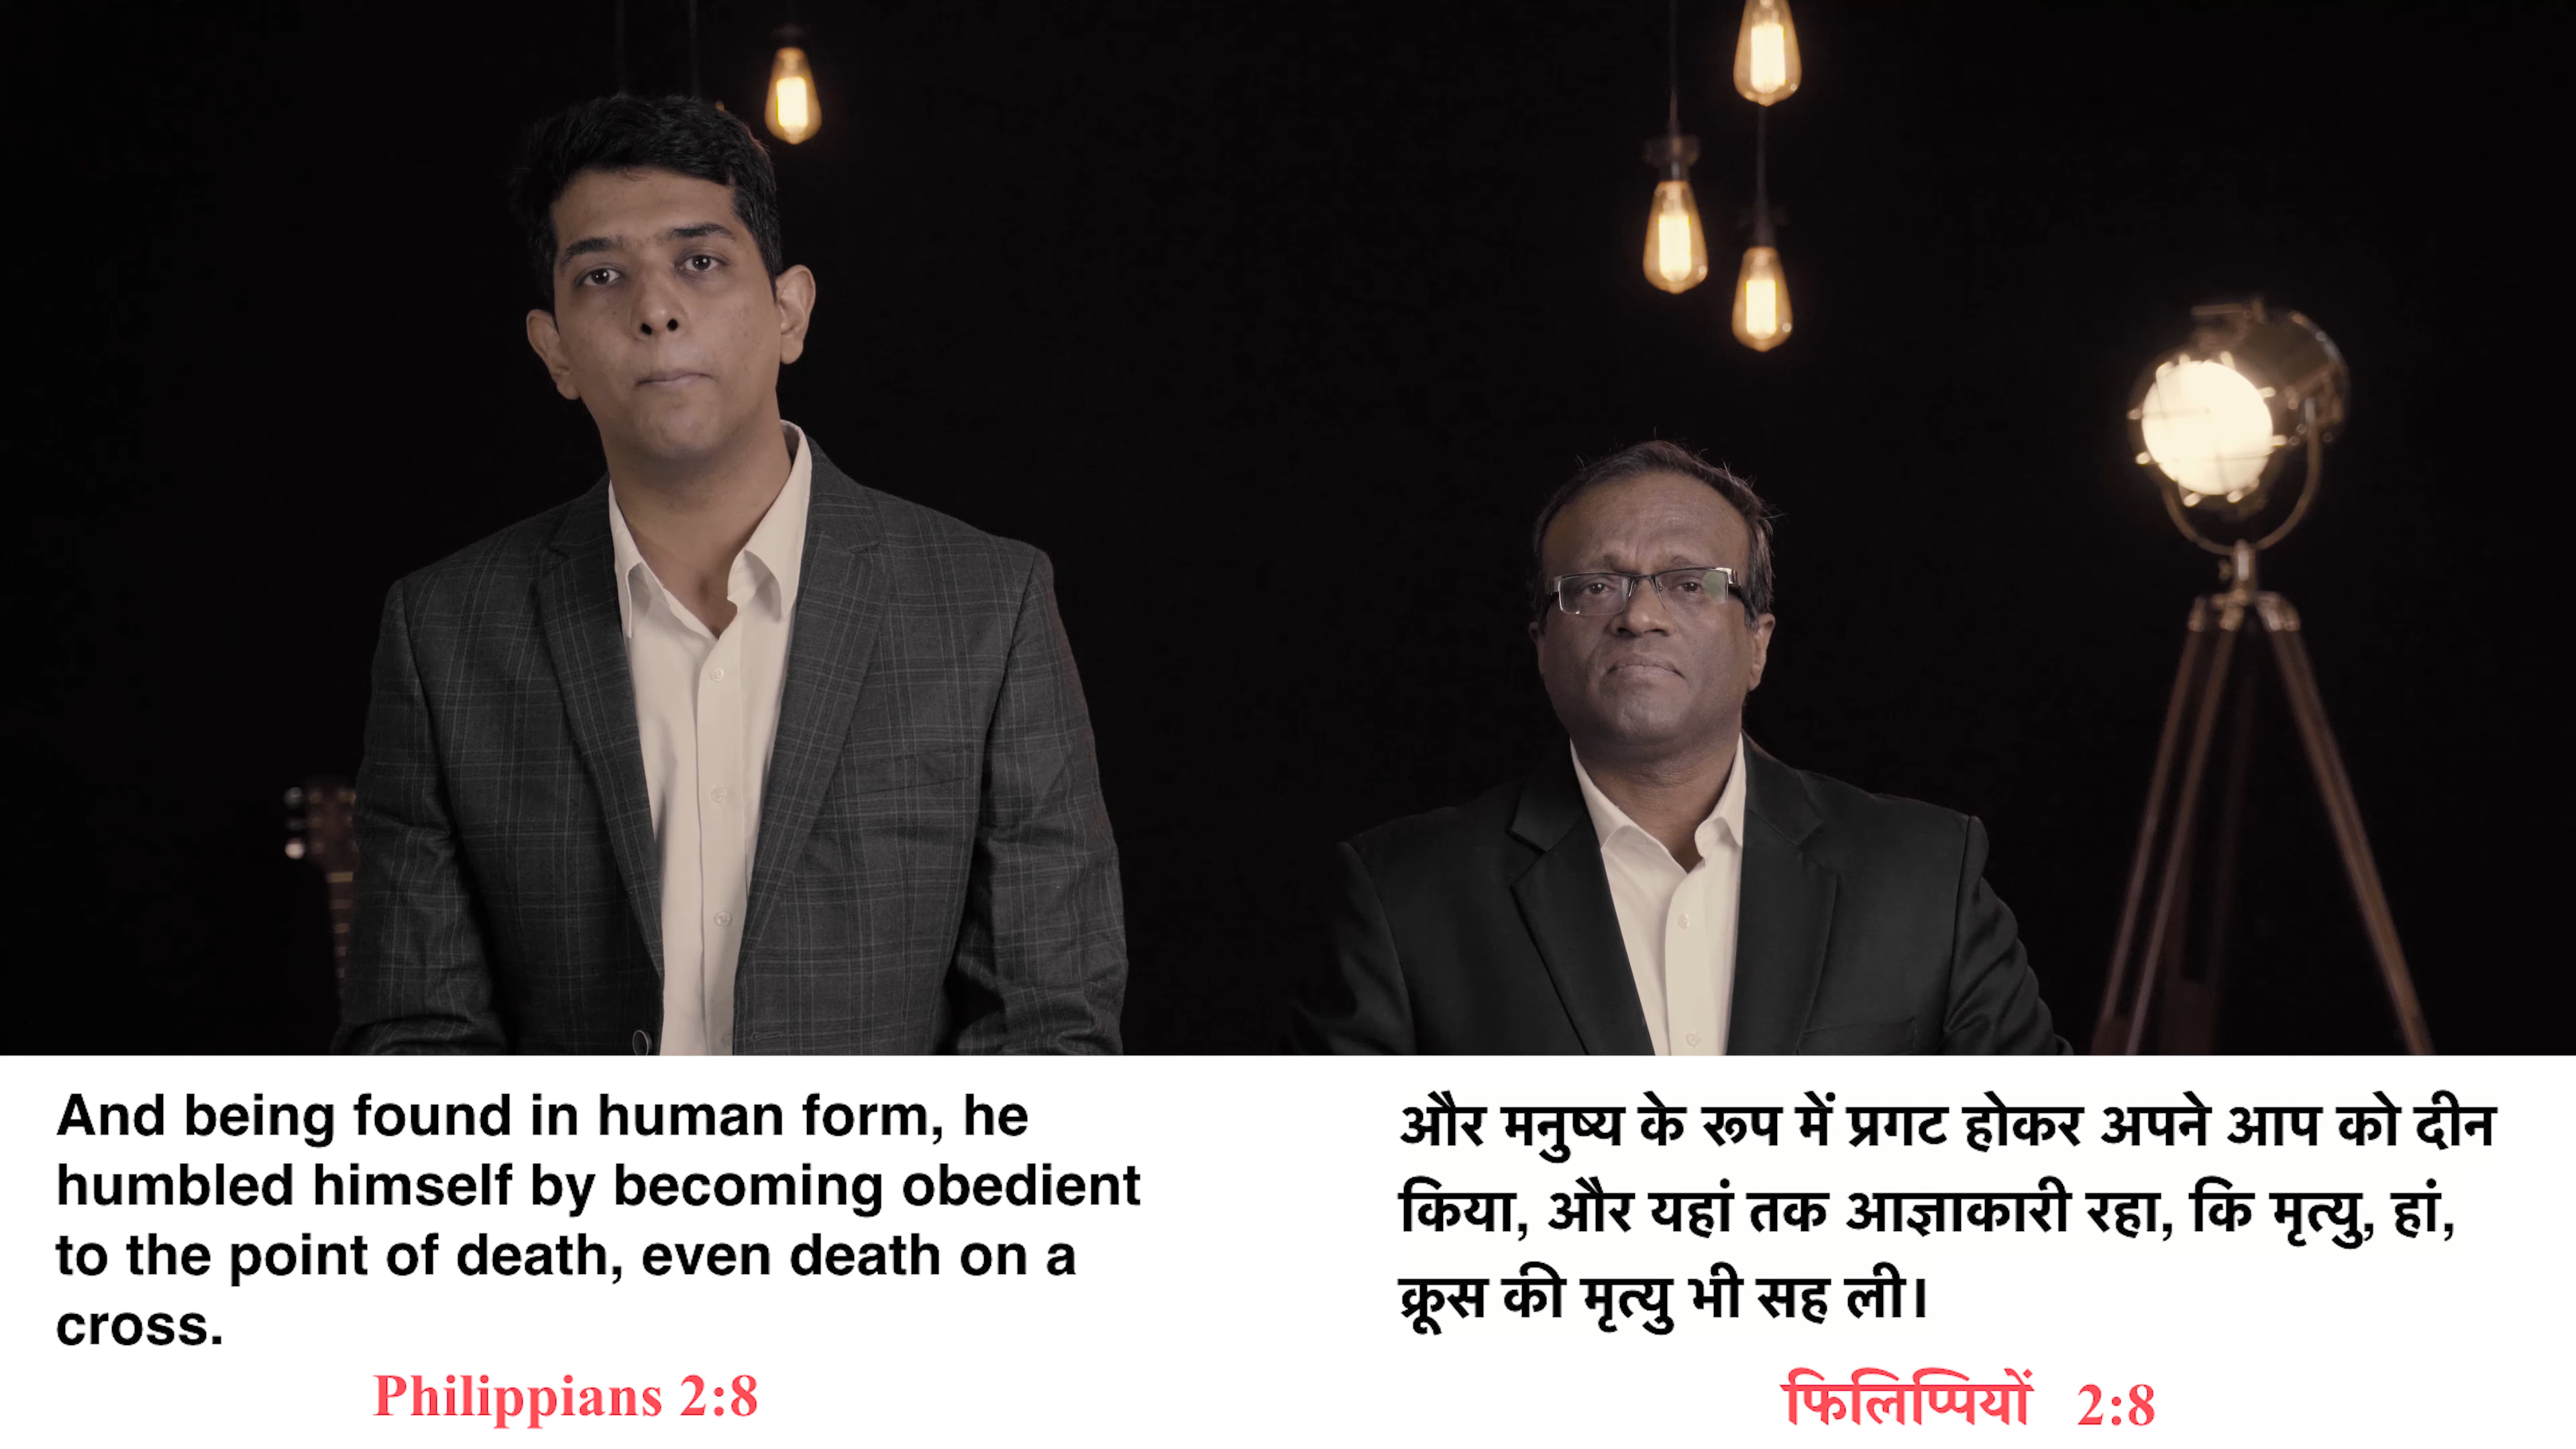 And being found in human form, he
humbled himself by becoming obedient
to the point of death, even death on a
cross.
Philippians 2:8
और मनुष्य के रूप में प्रगट होकर अपने आप को दीन
किया, और यहां तक आज्ञाकारी रहा, कि मृत्यु, हां,
क्रूस की मृत्यु भी सह ली।
फिलिप्पियों 2:8